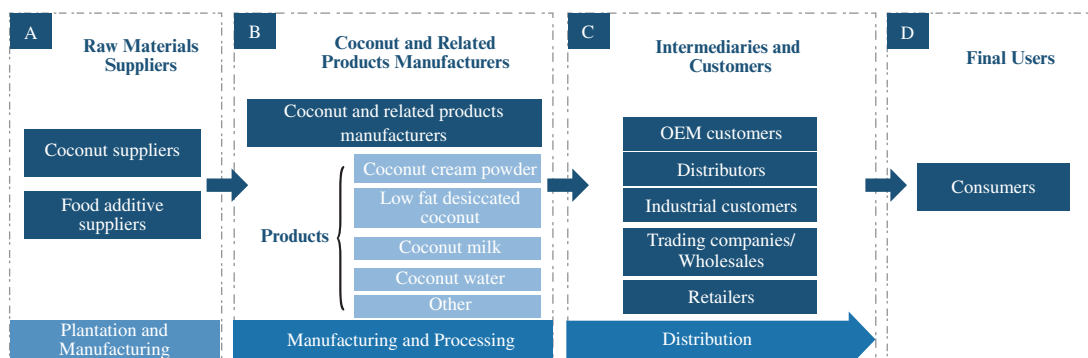 A
Raw Materials
Suppliers
Coconut suppliers
Food additive
suppliers
Plantation and
Manufacturing
B
Coconut and Related
Products Manufacturers
Coconut and related products
manufacturers
Products
Coconut cream powder
Low fat desiccated
coconut
Coconut milk
Coconut water
Other
Manufacturing and Processing
C
Intermediaries and
Customers
OEM customers
Distributors
Industrial customers
Trading companies/
Wholesales
Retailers
Distribution
D
Final Users
Consumers